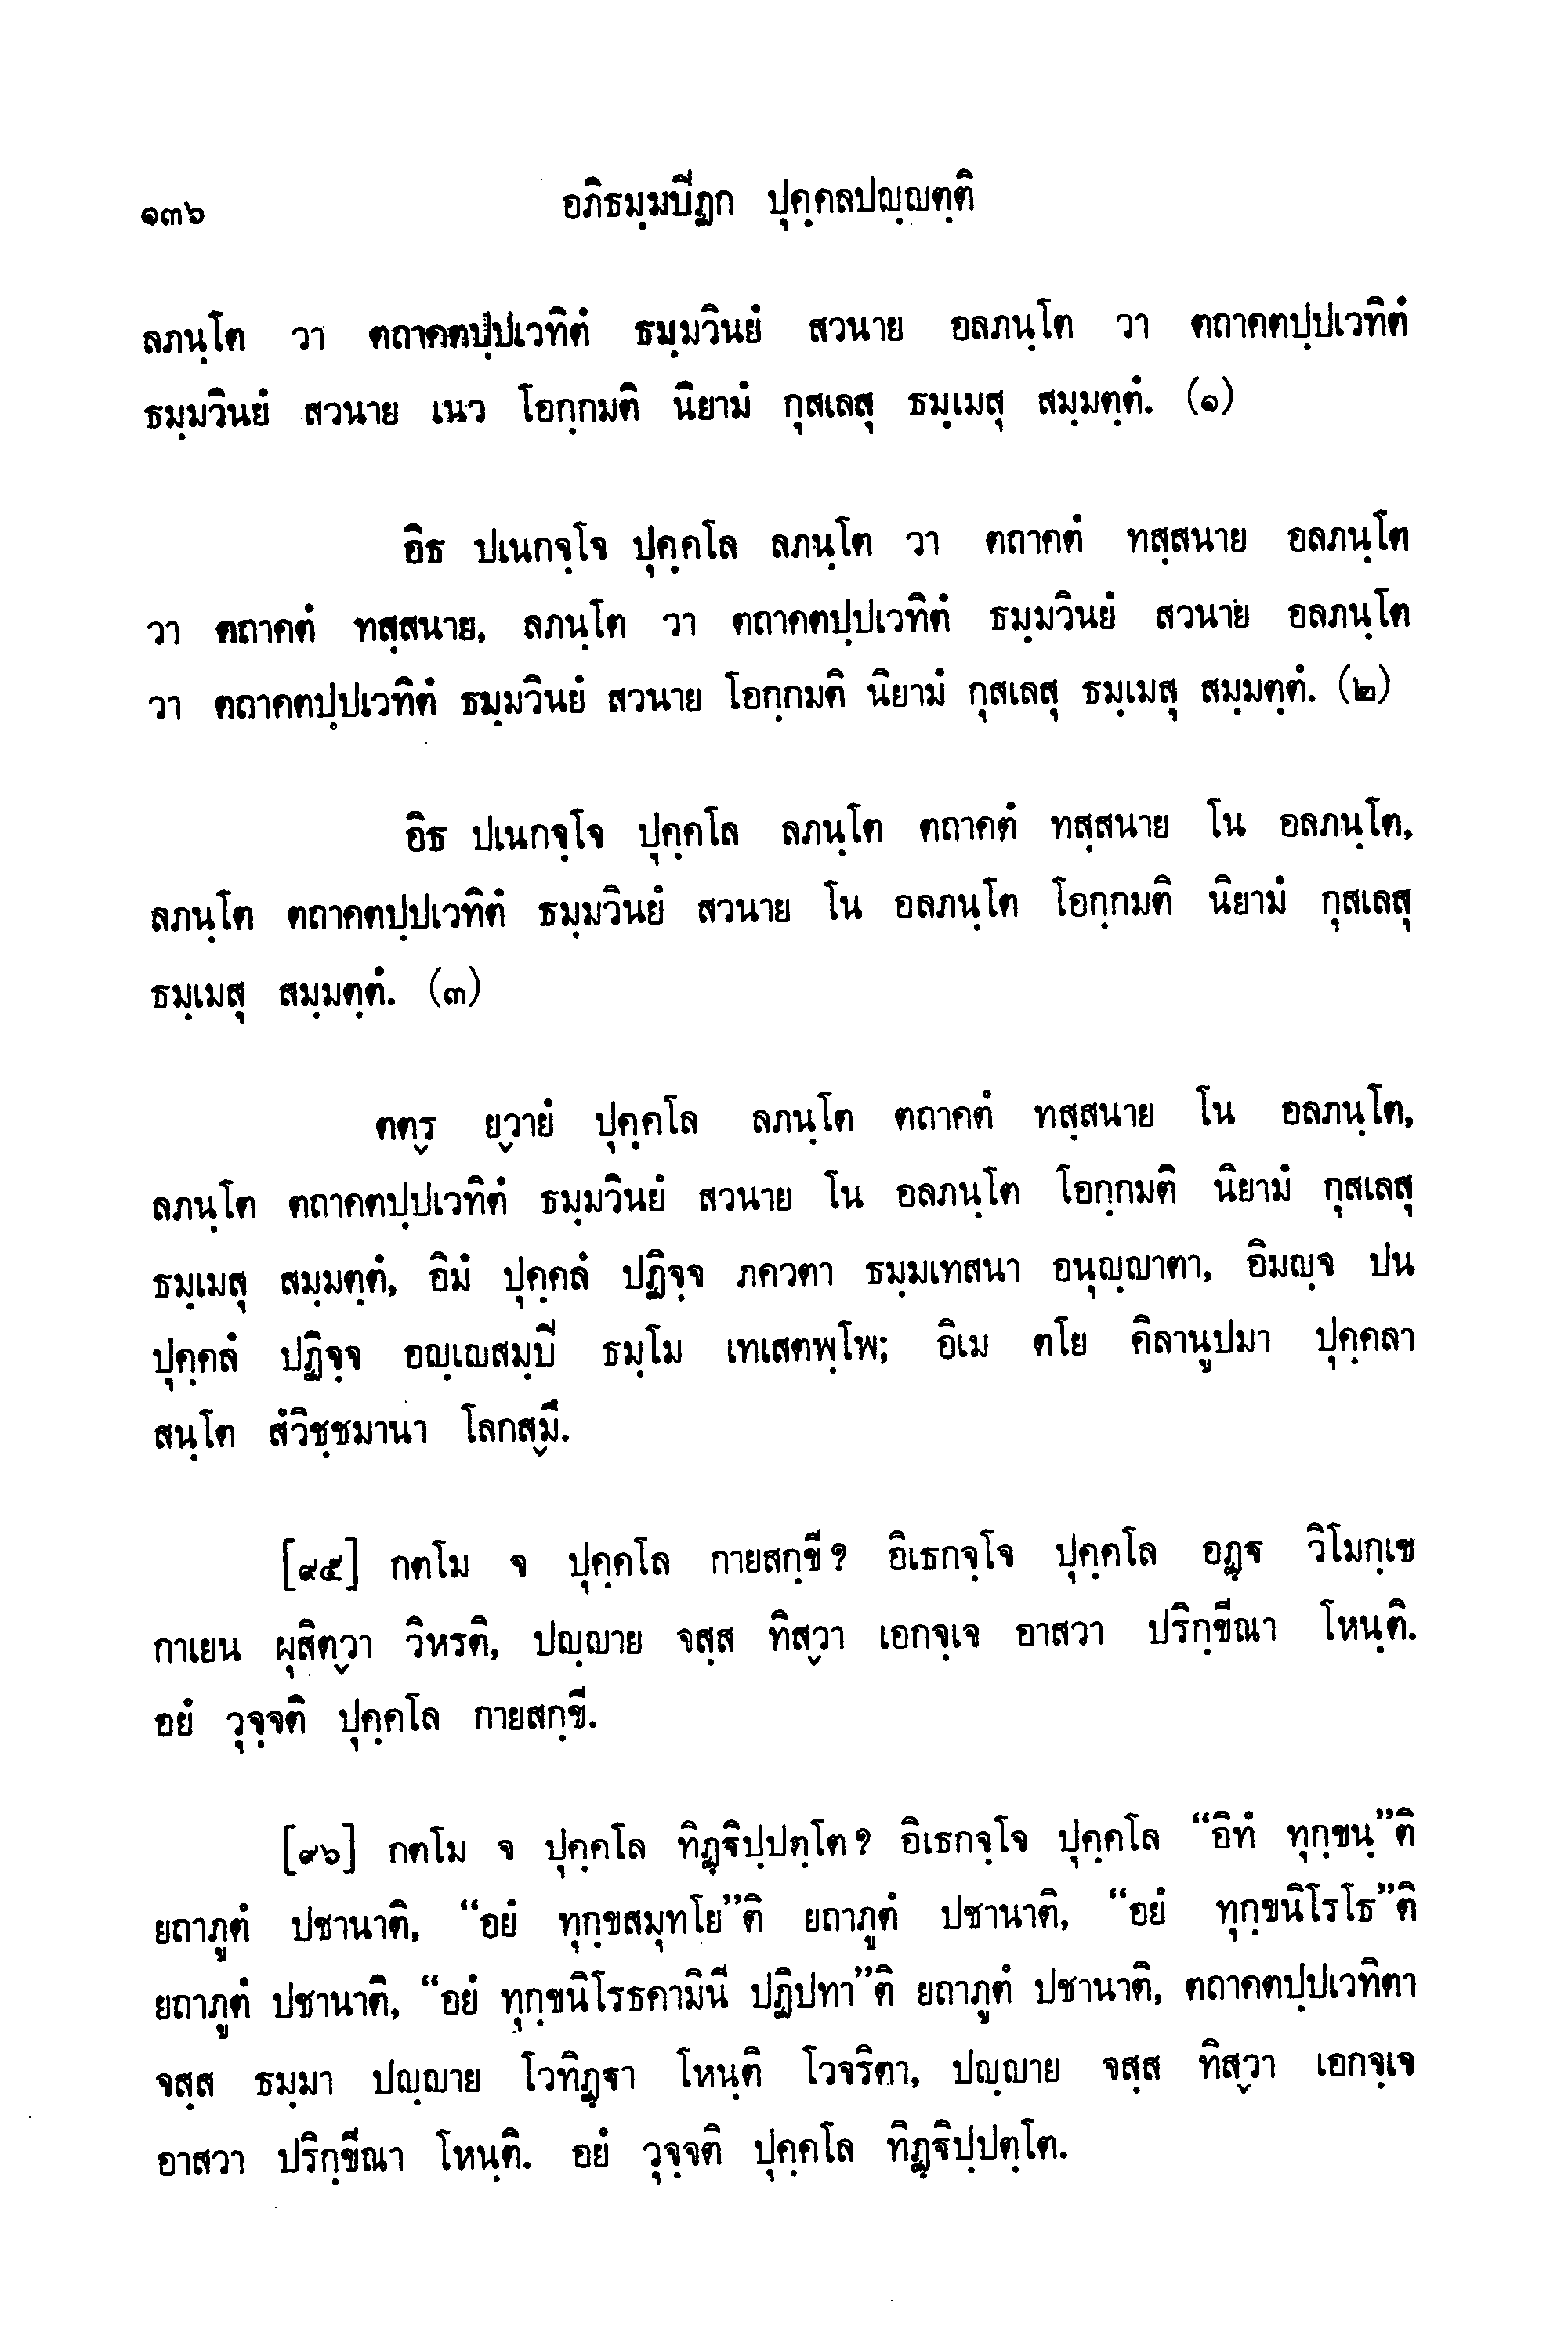 ๑๓๖ อภิธมฺมบีฏก ปุคฺคลปญฺญตฺติ
ลภนฺโต วา ตถาคตปฺปเวทิตํ ธมฺมวินยํ สวนาย อลภนฺโต วา ตถาคตปฺปเวทิตํ
ธมฺมวินยํ สวนาย เนว โอกฺกมติ นิยามํ กุสเลสุ ธมฺเมสุ สมฺมตฺตํ. (๑)
อิธ ปเนกจฺโจ ปุคฺคโล ลภนฺโต วา ตถาคตํ ทสฺสนาย อลภนฺโต
วา ตถาคตํ ทสฺสนาย, ลภนฺโต วา ตถาคตปฺปเวทิตํ ธมฺมวินยํ สวนาย อลภนฺโต
วา ตถาคตปฺปเวทิตํ ธมฺมวินยํ สวนาย โอกฺกมติ นิยามํ กุสเลสุ ธมฺเมสุ สมฺมตฺตํ. (๒)
อิธ ปเนกจฺโจ ปุคฺคโล ลภนฺโต ตถาคตํ ทสฺสนาย โน อลภนฺโต,
ลภนฺโต ตถาคตปฺปเวทิตํ ธมฺมวินยํ สวนาย โน อลภนฺโต โอกฺกมติ นิยามํ กุสเลสุ
ธมฺเมสุ สมฺมตฺตํ. (๓)
ตตรฺ ยฺวายํ ปุคฺคโล ลภนฺโต ตถาคตํ ทสฺสนาย โน อลภนฺโต,
ลภนฺโต ตถาคตปฺปเวทิตํ ธมฺมวินยํ สวนาย โน อลภนฺโต โอกฺกมติ นิยามํ กุสเลสุ
ธมฺเมสุ สมฺมตฺตํ, อิมํ ปุคฺคลํ ปฏิจฺจ ภควตา ธมฺมเทสนา อนุญฺญาตา, อิมญฺจ ปน
ปุคฺคลํ ปฏิจฺจ อญฺเญสมฺบี ธมฺโม เทเสตพฺโพ; อิเม ตโย คิลานูปมา ปุคฺคลา
สนฺโต สํวิชฺชมานา โลกสฺมึ.
[๙๕] กตโม จ ปุคฺคโล กายสกฺขี? อิเธกจฺโจ ปุคฺคโล อฏฺฐ วิโมกฺเข
กาเยน ผุสิตฺวา วิหรติ, ปญฺญาย จสฺส ทิสฺวา เอกจฺเจ อาสวา ปริกฺขีณา โหนฺติ.
อยํ วุจฺจติ ปุคฺคโล กายสกฺขี.
[๙๖] กตโม จ ปุคฺคโล ทิฏฺฐิปฺปตฺโต? อิเธกจฺโจ ปุคฺคโล “อิทํ ทุกฺขนฺ”ติ
ยถาภูตํ ปชานาติ, “อยํ ทุกฺขสมุทโย”ติ ยถาภูตํ ปชานาติ, “อยํ ทุกฺขนิโรโธ”ติ
ยถาภูตํ ปชานาติ, “อยํ ทุกฺขนิโรธคามินี ปฏิปทา”ติ ยถาภูตํ ปชานาติ, ตถาคตปฺปเวทิตา
จสฺส ธมฺมา ปญฺญาย โวทิฏฺฐา โหนฺติ โวจริตา, ปญฺญาย จสฺส ทิสฺวา เอกจฺเจ
อาสวา ปริกฺขีณา โหนฺติ. อยํ วุจฺจติ ปุคฺคโล ทิฏฺฐิปฺปตฺโต.